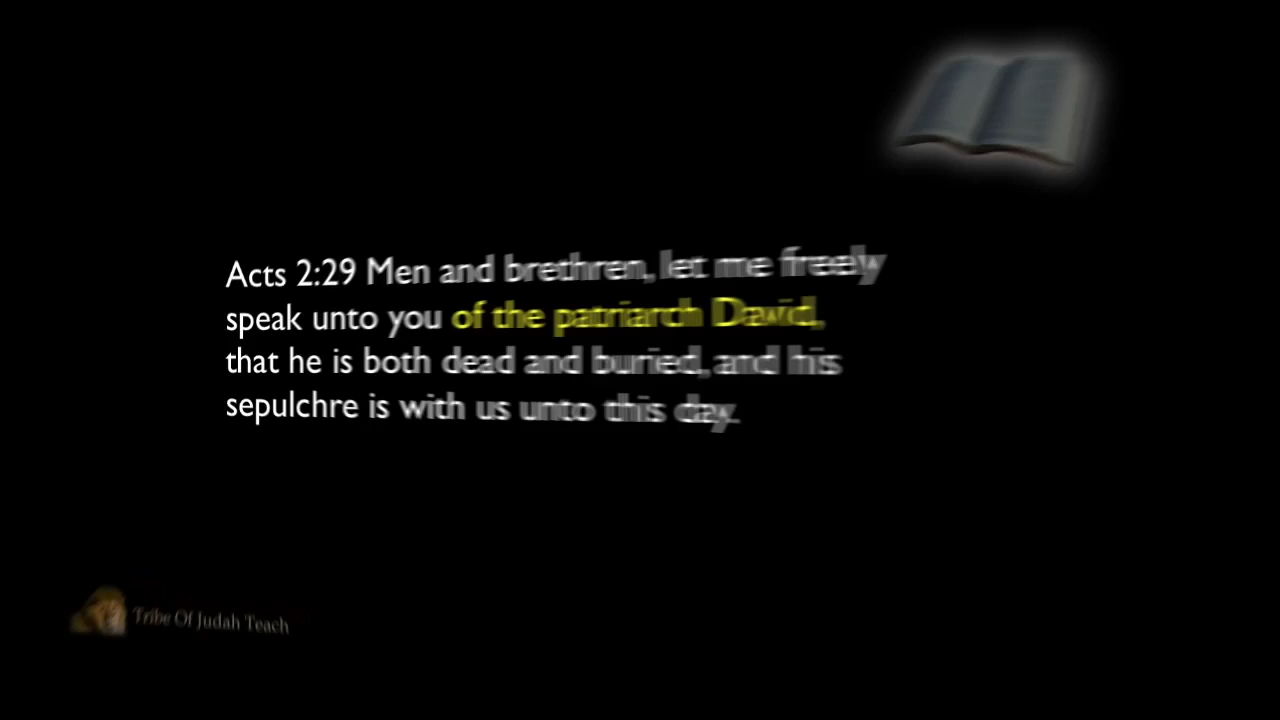 Acts 2:29 Men and brethren, let me freely
speak unto you of the patriarch David,
that he is both dead and buried, and his
sepulchre is with us unto this day.
Tribe Of Judah Teach